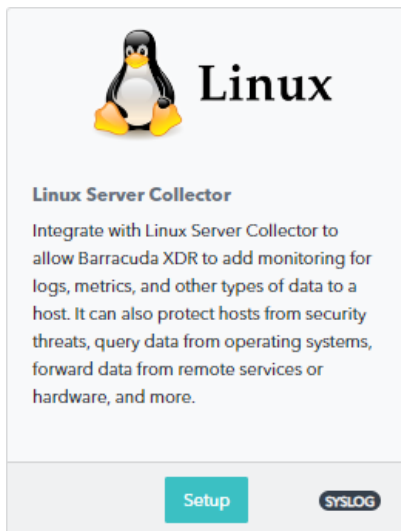 Linux
Linux Server Collector
Integrate with Linux Server Collector to
allow Barracuda XDR to add monitoring for
logs, metrics, and other types of data to a
host. It can also protect hosts from security
threats, query data from operating systems,
forward data from remote services or
hardware, and more.
Setup
SYSLOG